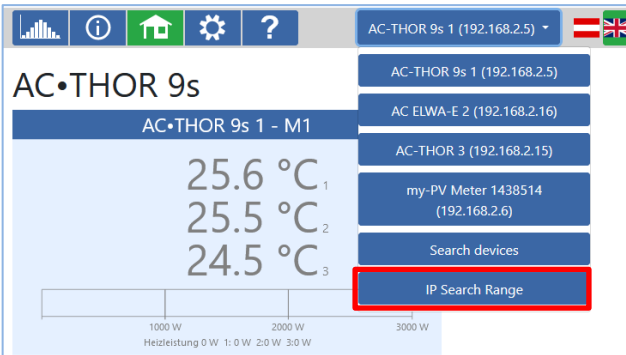 ?
AC-THOR 9s 1 (192.168.2.5)
AC•THOR 9s
AC-THOR 9s 1 (192.168.2.5)
AC ELWA-E 2 (192.168.2.16)
AC-THOR 3 (192.168.2.15)
my-PV Meter 1438514
(192.168.2.6)
Search devices
IP Search Range
AC•THOR 9s 1 - M1
25.6 °C 1
25.5 °C 2
24.5 °C 3
1000 W 2000 W 3000 W
Heizleistung 0 W 1: 0 W 2:0 W 3:0 W